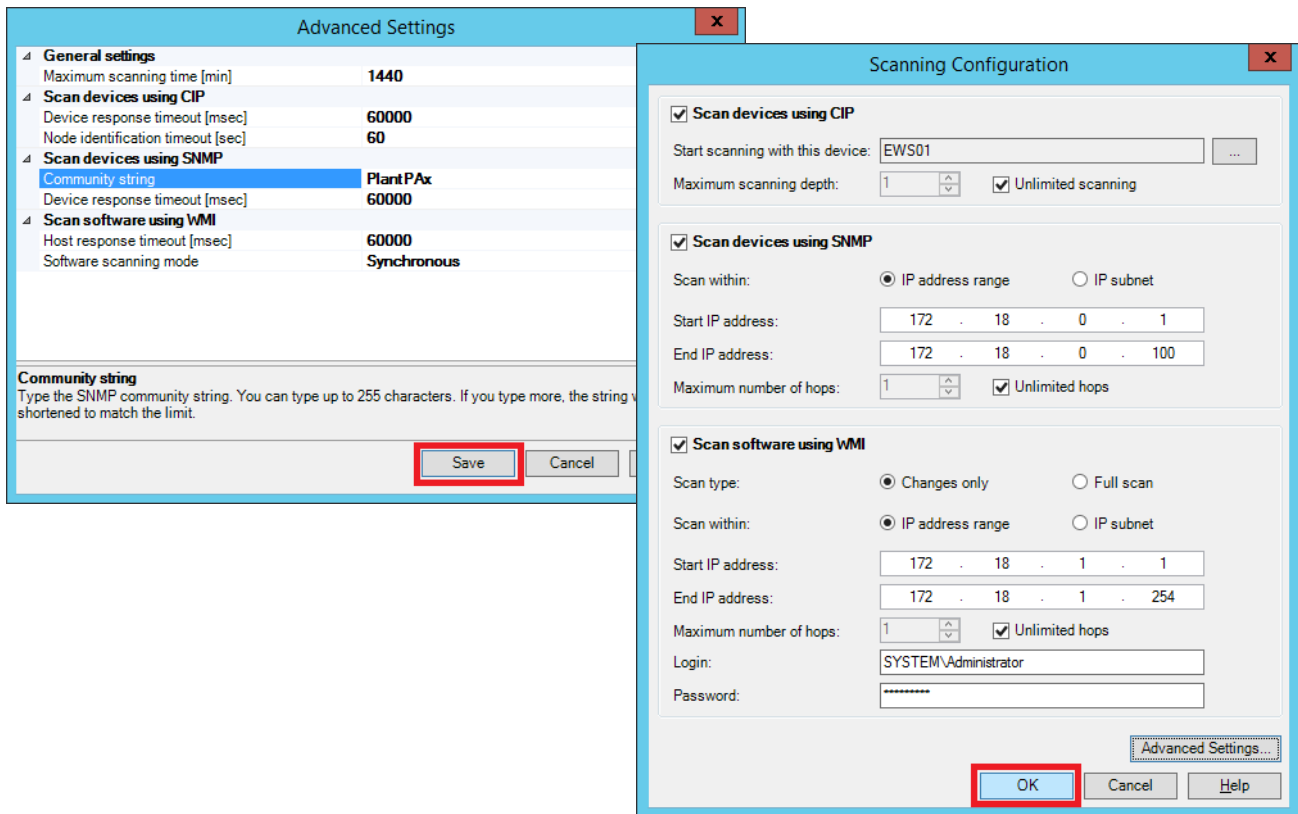 Advanced Settings
x
General settings
Maximum scanning time [min] 1440
Scan devices using CIP
Device response timeout [msec] 60000
Node identification timeout [sec] 60
Scan devices using SNMP
Community string PlantPAx
Device response timeout [msec] 60000
Scan software using WMI
Host response timeout [msec] 60000
Software scanning mode Synchronous
Community string
Type the SNMP community string. You can type up to 255 characters. If you type more, the string
shortened to match the limit.
Save Cancel
Scanning Configuration
x
Scan devices using CIP
Start scanning with this device: EWS01 ...
Maximum scanning depth: 1 Unlimited scanning
Scan devices using SNMP
Scan within: IP address range IP subnet
Start IP address: 172 . 18 . 0 . 1
End IP address: 172 . 18 . 0 . 100
Maximum number of hops: 1 Unlimited hops
Scan software using WMI
Scan type: Changes only Full scan
Scan within: IP address range IP subnet
Start IP address: 172 . 18 . 1 . 1
End IP address: 172 . 18 . 1 . 254
Maximum number of hops: 1 Unlimited hops
Login: SYSTEM\Administrator
Password: *********
Advanced Settings...
OK Cancel Help